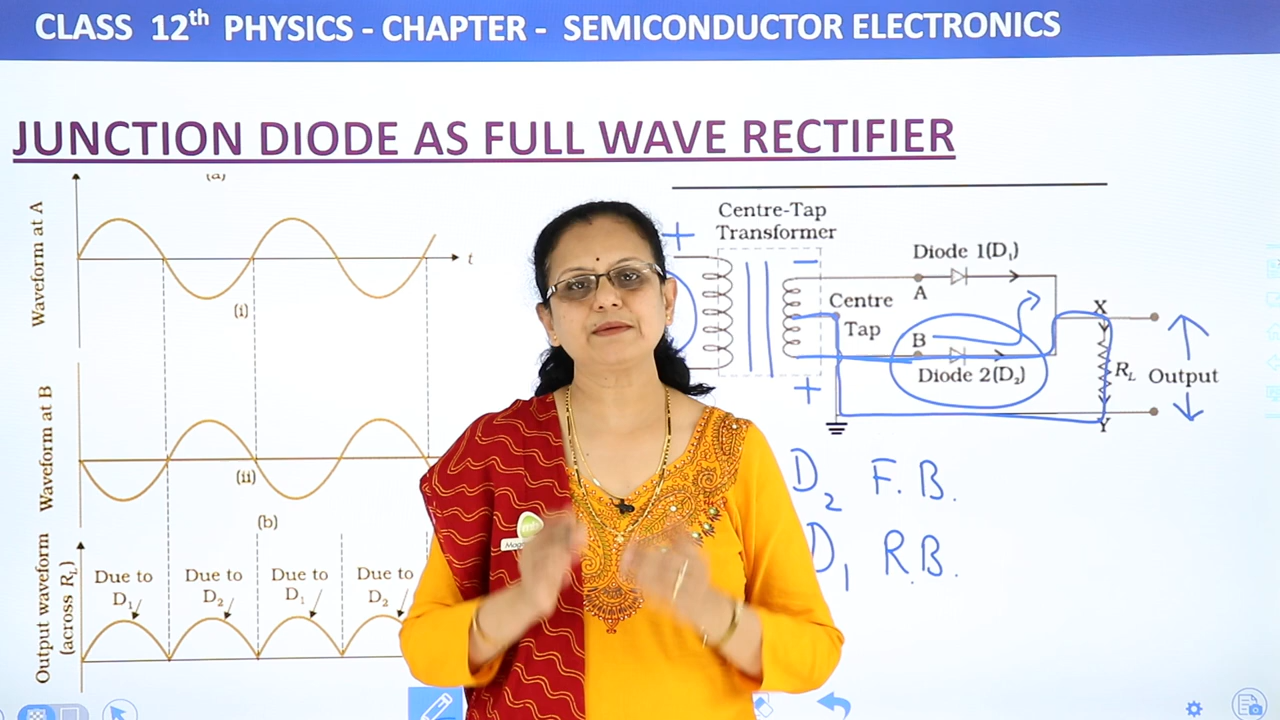 CLASS 12th PHYSICS - CHAPTER - SEMICONDUCTOR ELECTRONICS
JUNCTION DIODE AS FULL WAVE RECTIFIER
(a)
Waveform at A
t
(i)
Waveform at B
(ii)
(b)
Output waveform
(across RL)
Due to
D1
Due to
D2
Due to
D1
Due to
D2
Centre-Tap
Transformer
+
−
Diode 1(D1)
A
Centre
Tap
X
B
Diode 2(D2)
RL
Output
+
Y
D2 F.B.
D1 R.B.